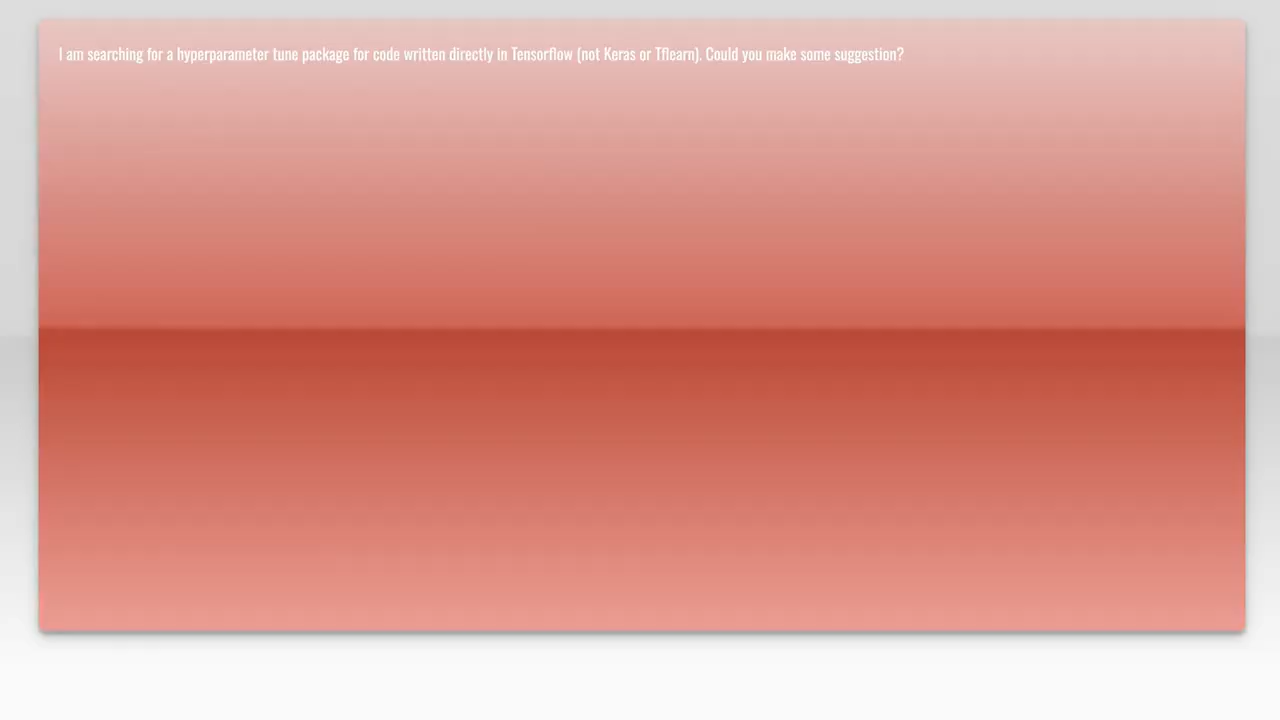 I am searching for a hyperparameter tune package for code written directly in Tensorflow (not Keras or Tflearn). Could you make some suggestion?